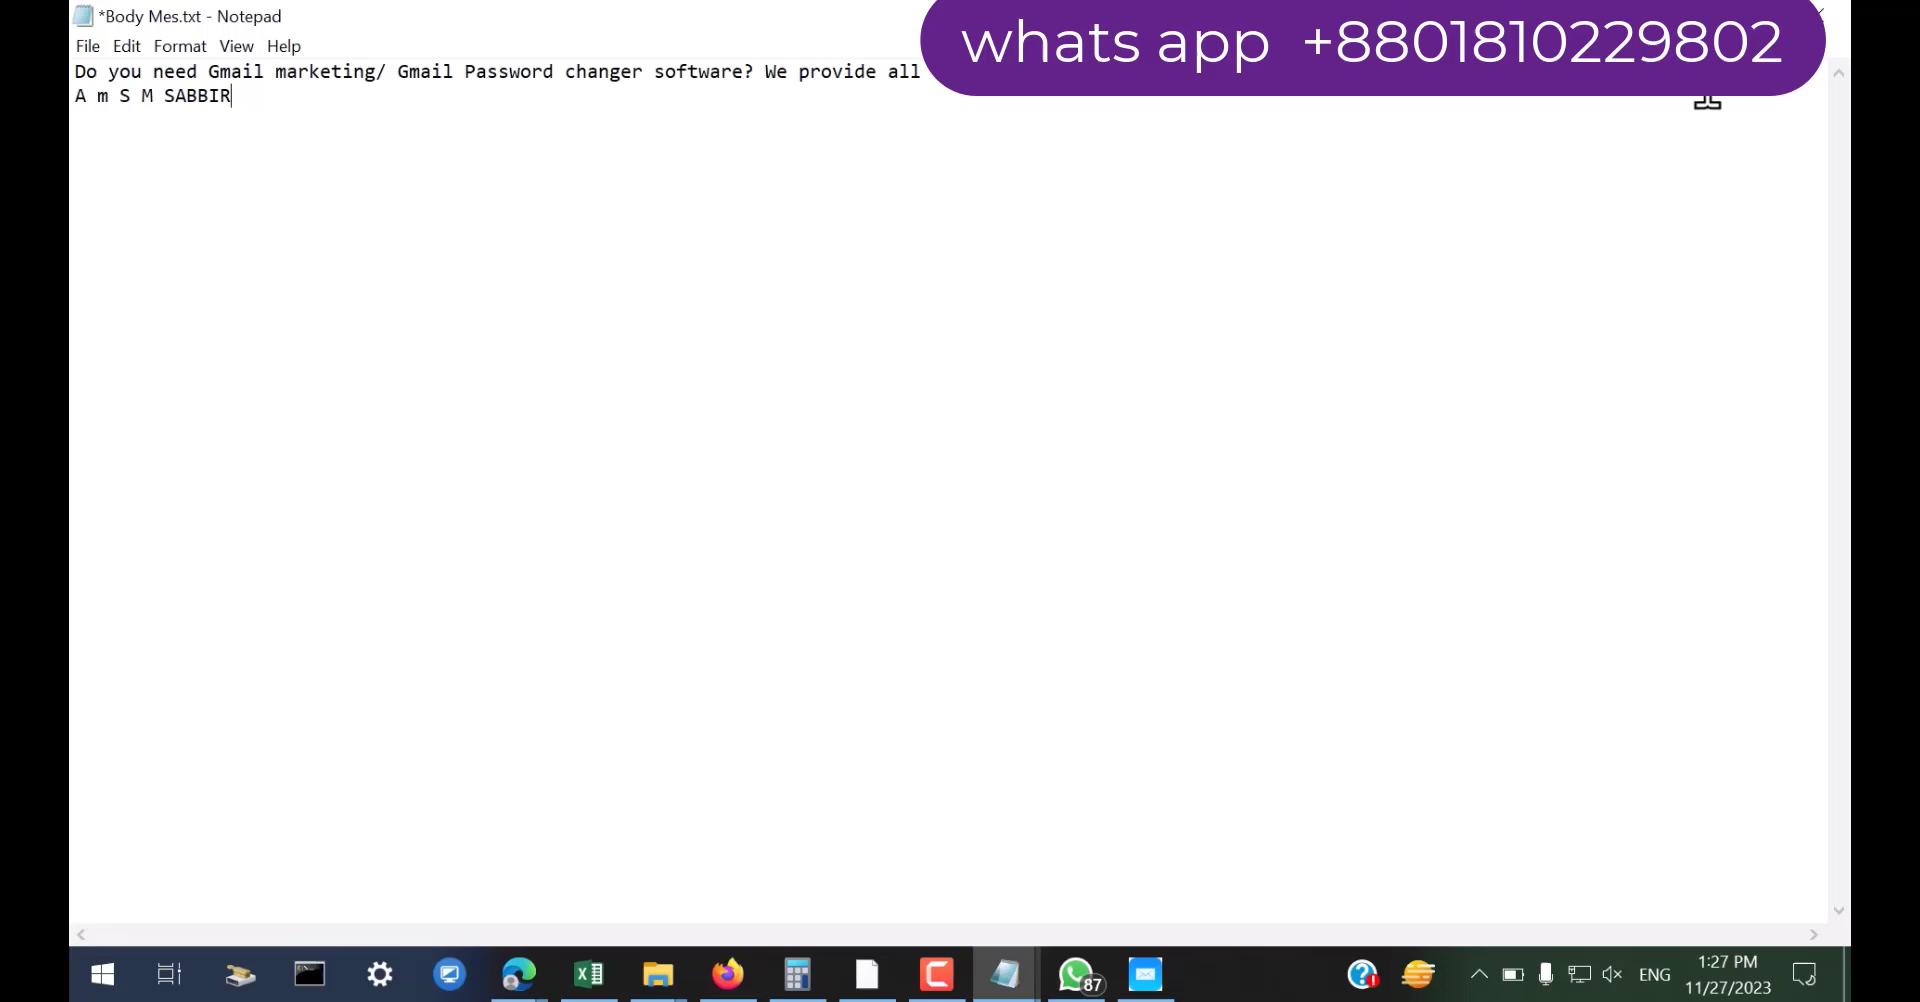 *Body Mes.txt - Notepad
whats app +8801810229802
File Edit Format View Help
Do you need Gmail marketing/ Gmail Password changer software? We provide all
A m S M SABBIR
87
ENG
1:27 PM
11/27/2023